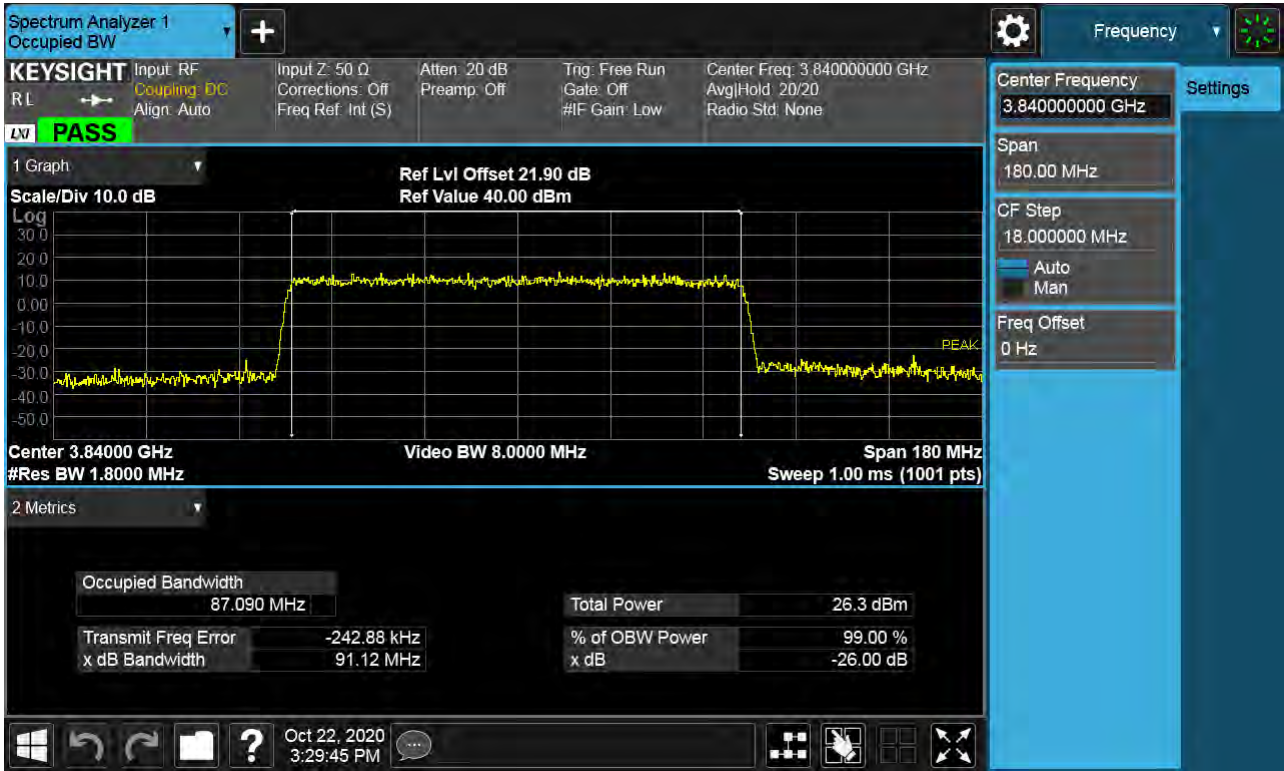 Spectrum Analyzer 1
Occupied BW
Frequency
KEYSIGHT
RL
LXI
PASS
Input: RF
Coupling: DC
Align: Auto
Input Z: 50 Ω
Corrections: Off
Freq Ref: Int (S)
Atten: 20 dB
Preamp: Off
Trig: Free Run
Gate: Off
#IF Gain: Low
Center Freq: 3.840000000 GHz
Avg|Hold: 20/20
Radio Std: None
Center Frequency
3.840000000 GHz
Settings
Span
180.00 MHz
CF Step
18.000000 MHz
Auto
Man
Freq Offset
0 Hz
1 Graph
Scale/Div 10.0 dB
Ref Lvl Offset 21.90 dB
Ref Value 40.00 dBm
Log
30.0
20.0
10.0
0.00
-10.0
-20.0
-30.0
-40.0
-50.0
PEAK
Center 3.84000 GHz
#Res BW 1.8000 MHz
Video BW 8.0000 MHz
Span 180 MHz
Sweep 1.00 ms (1001 pts)
2 Metrics
Occupied Bandwidth
87.090 MHz
Transmit Freq Error -242.88 kHz
x dB Bandwidth 91.12 MHz
Total Power 26.3 dBm
% of OBW Power 99.00 %
x dB -26.00 dB
?
Oct 22, 2020
3:29:45 PM